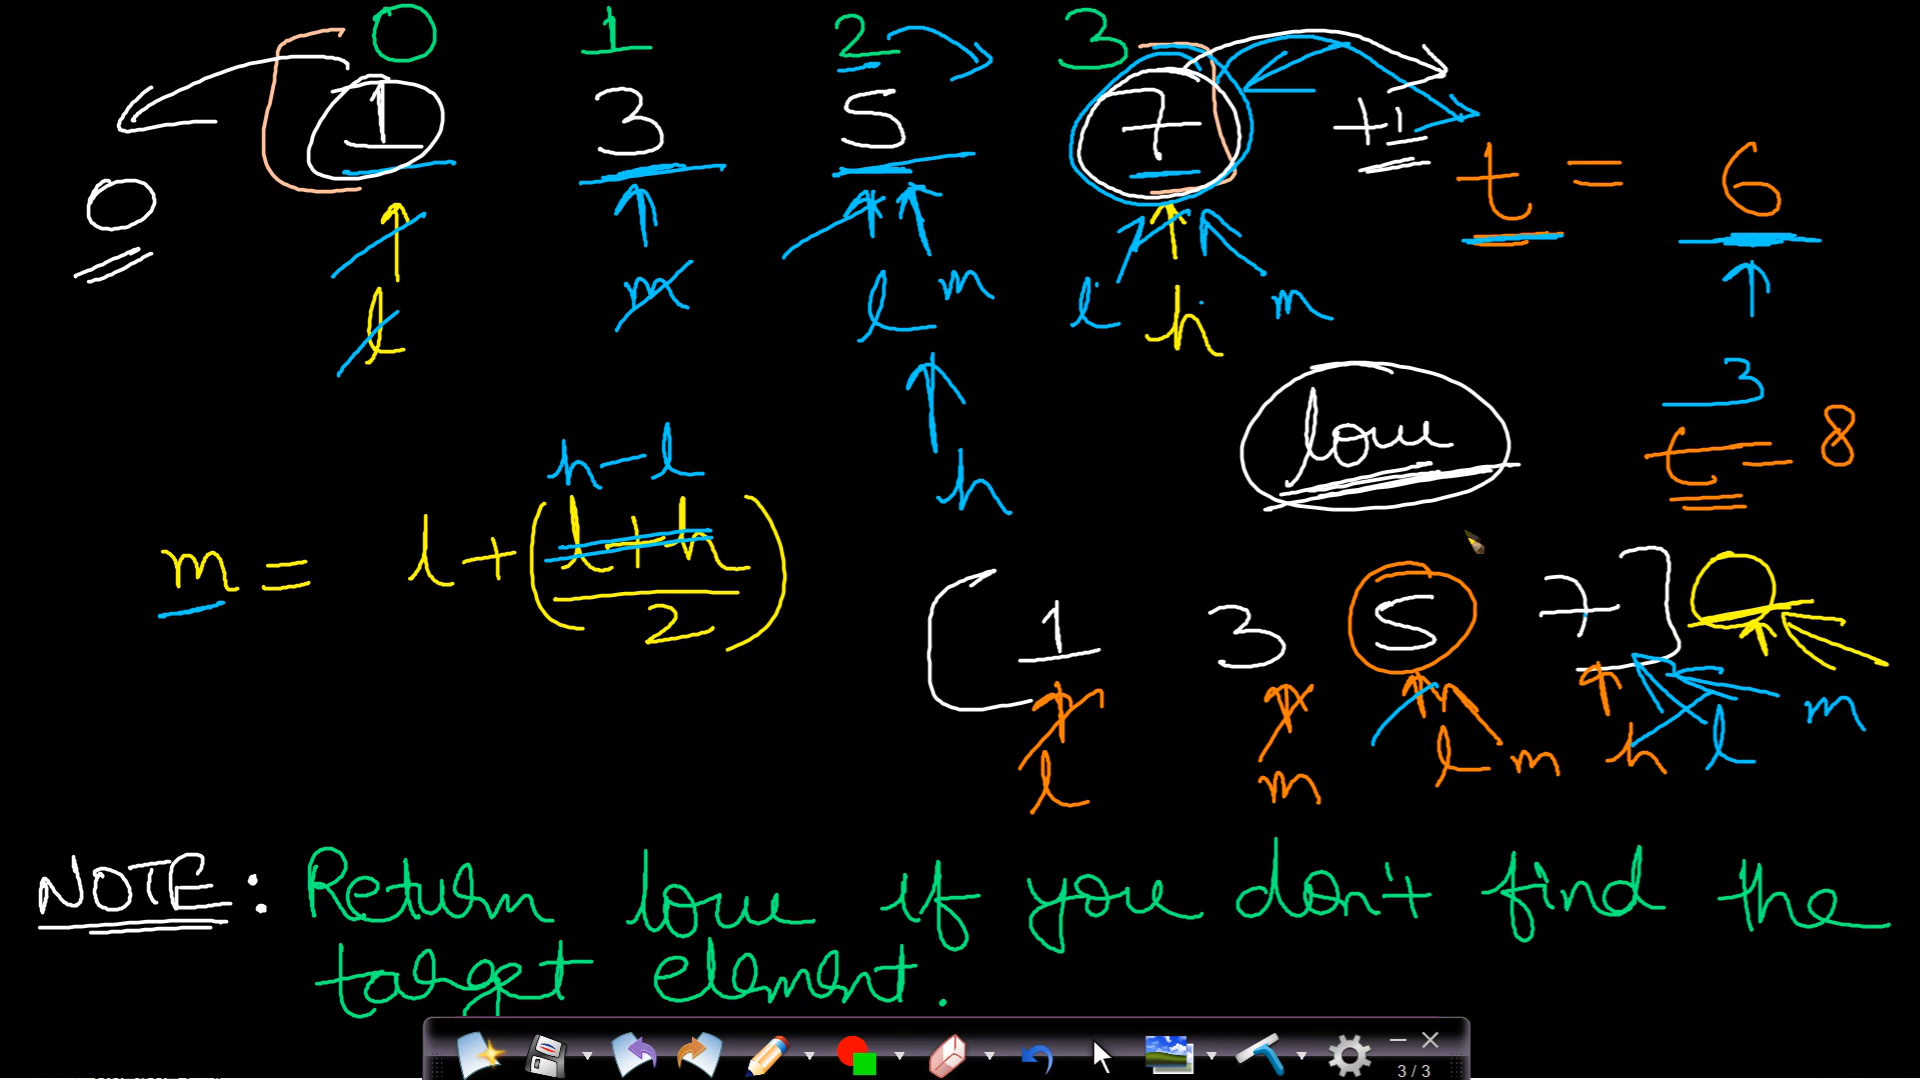 0 1 2 3
1 3 5 7 +1
t = 6
0
l m l m l h m
3
low
t = 8
h
h - l
m = l + (l + h / 2)
1 3 5 7
l m l m h l m
NOTE: Return low if you don't find the
target element.
3 / 3